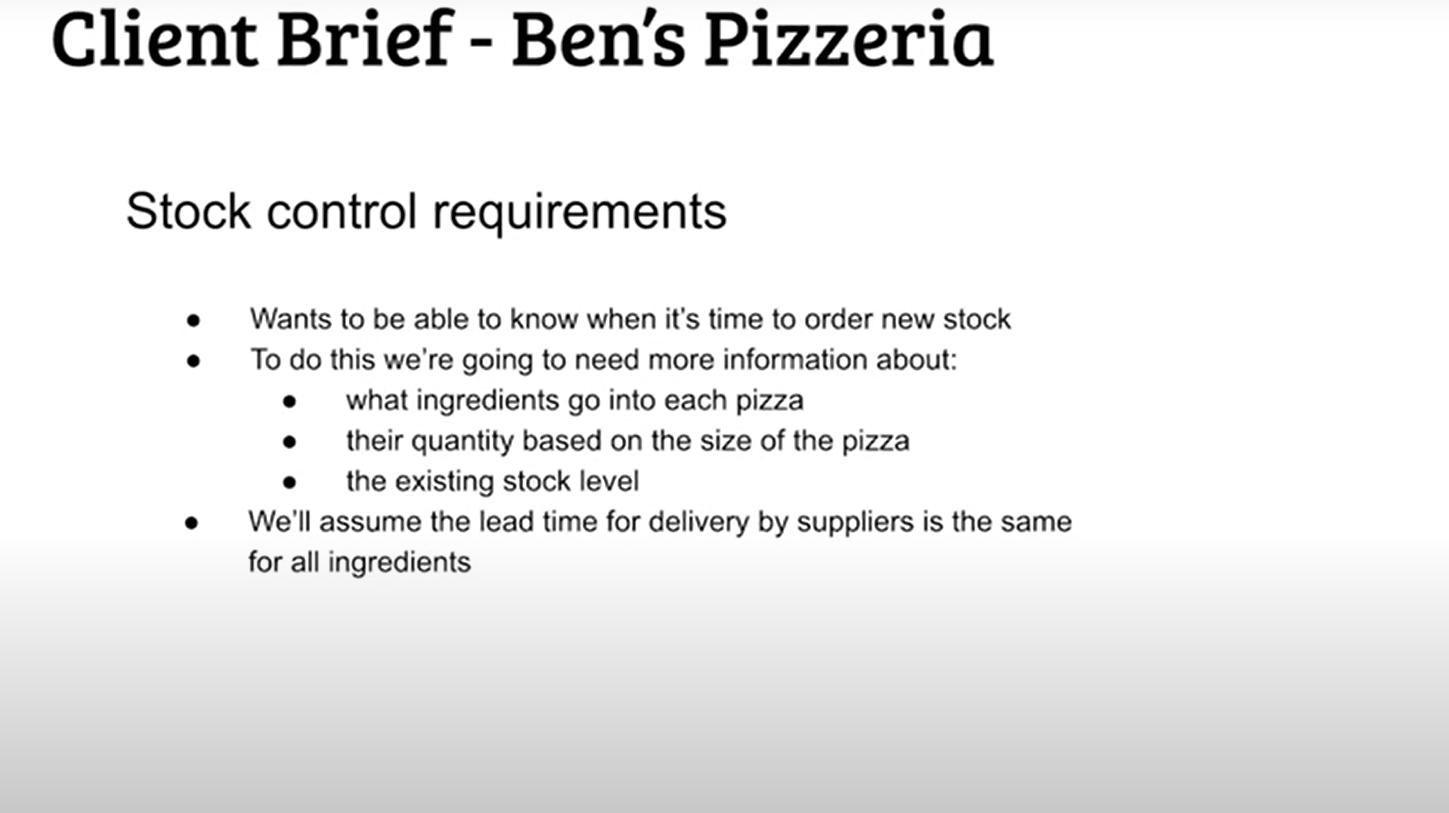 Client Brief - Ben’s Pizzeria
Stock control requirements
● Wants to be able to know when it's time to order new stock
● To do this we're going to need more information about:
● what ingredients go into each pizza
● their quantity based on the size of the pizza
● the existing stock level
● We'll assume the lead time for delivery by suppliers is the same
for all ingredients